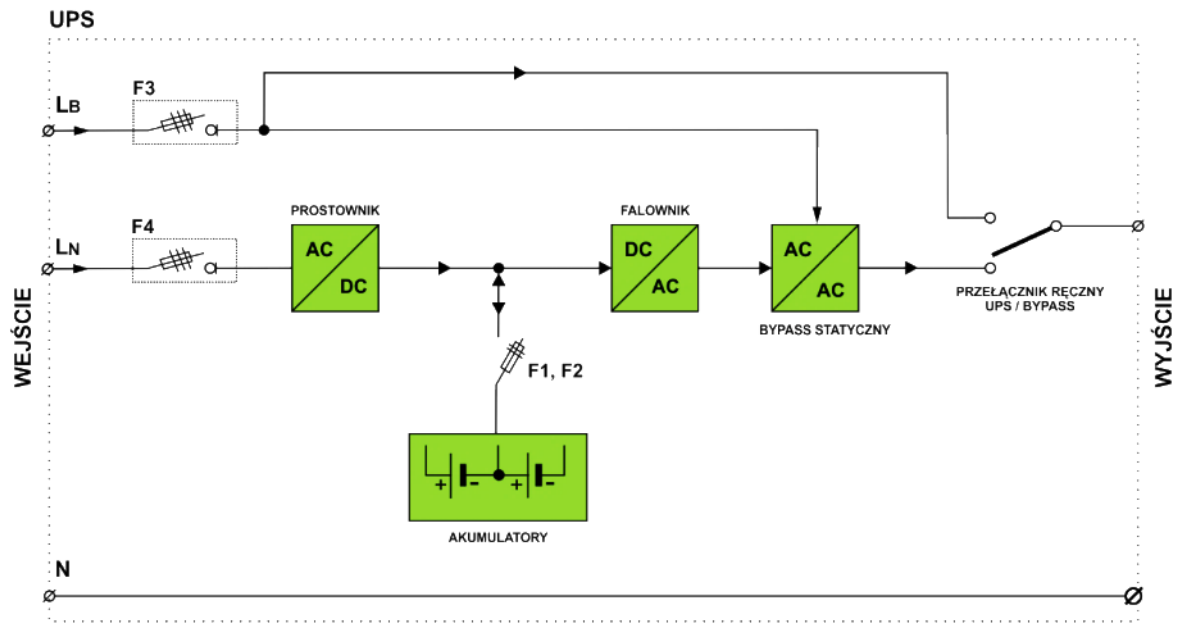 UPS
F3
LB
PROSTOWNIK
FALOWNIK
F4
LN
AC
DC
DC
AC
AC
AC
PRZEŁĄCZNIK RĘCZNY
UPS / BYPASS
BYPASS STATYCZNY
WEJŚCIE
WYJŚCIE
F1, F2
+ - + -
AKUMULATORY
N